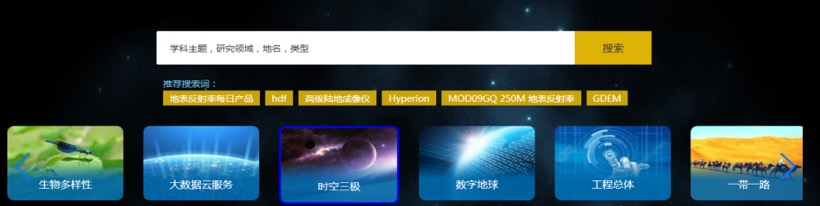 学科主题，研究领域，地名，类型 搜索
推荐搜索词：
地表反射率每日产品 hdf 高级陆地成像仪 Hyperion MOD09GQ 250M 地表反射率 GDEM
生物多样性 大数据云服务 时空三极 数字地球 工程总体 一带一路